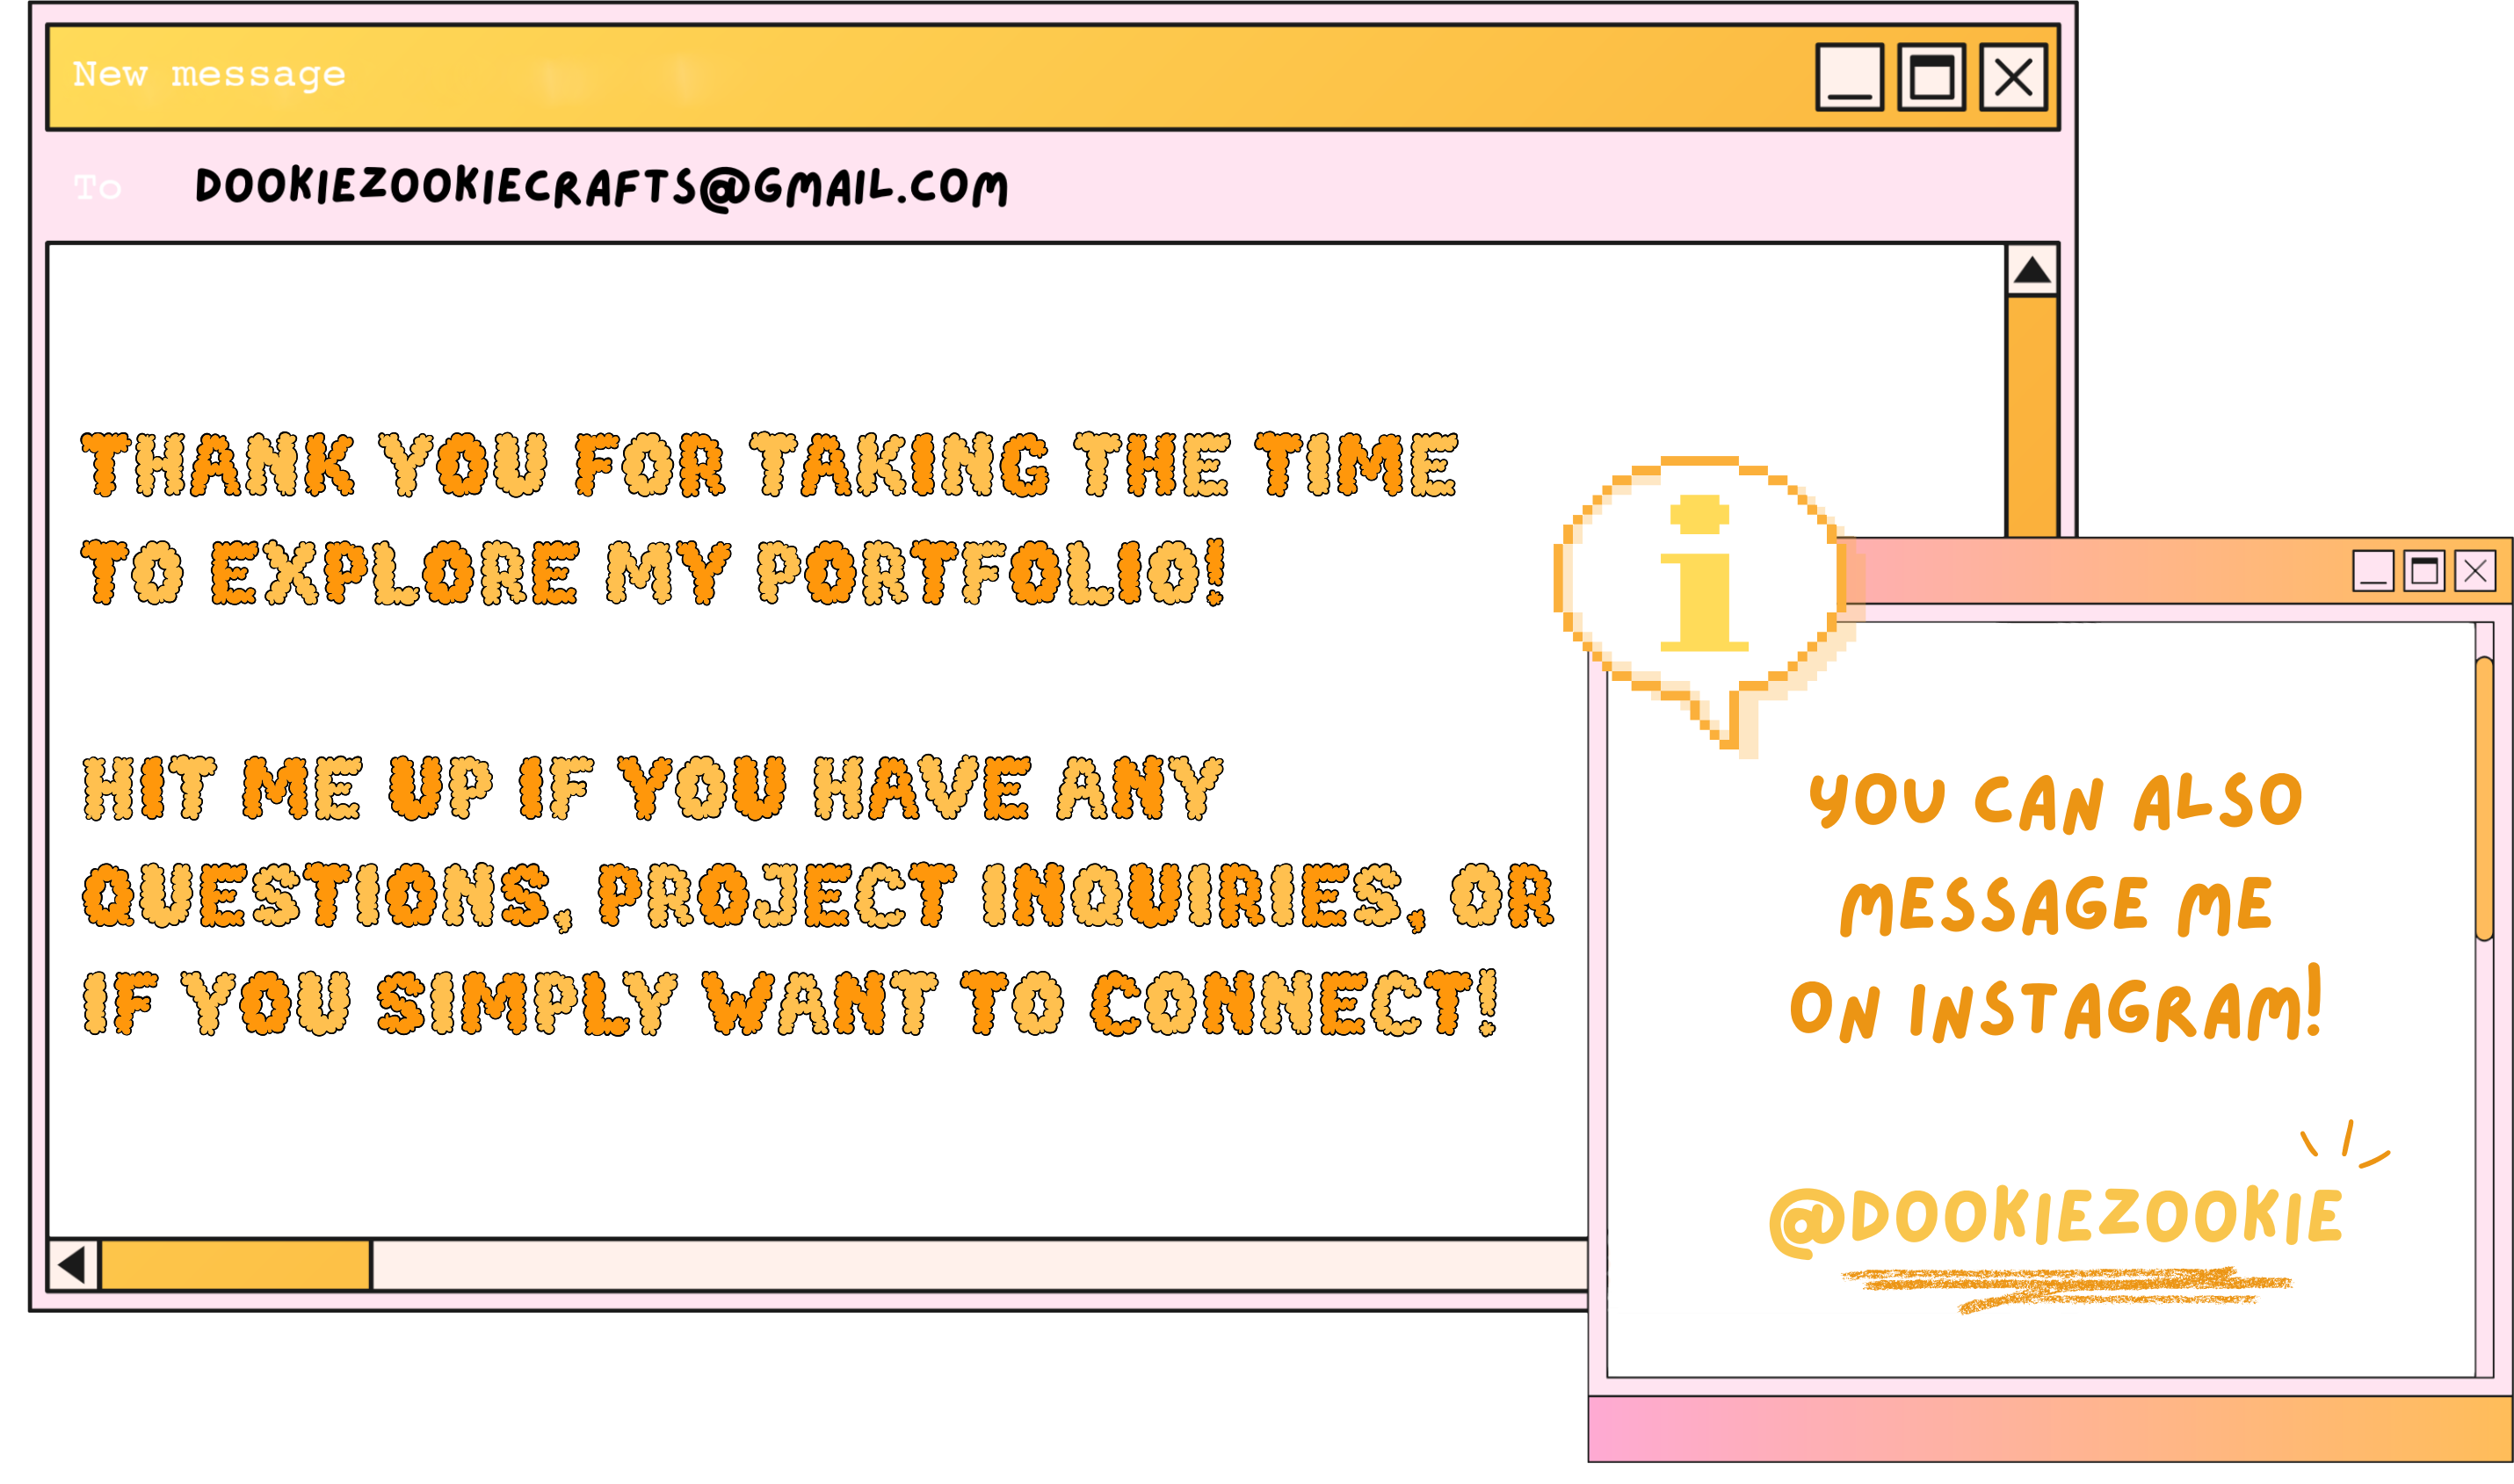 New message
To DOOKIEZOOKIECRAFTS@GMAIL.COM
THANK YOU FOR TAKING THE TIME
TO EXPLORE MY PORTFOLIO!
HIT ME UP IF YOU HAVE ANY
QUESTIONS, PROJECT INQUIRIES, OR
IF YOU SIMPLY WANT TO CONNECT!
i
YOU CAN ALSO
MESSAGE ME
ON INSTAGRAM!
@DOOKIEZOOKIE